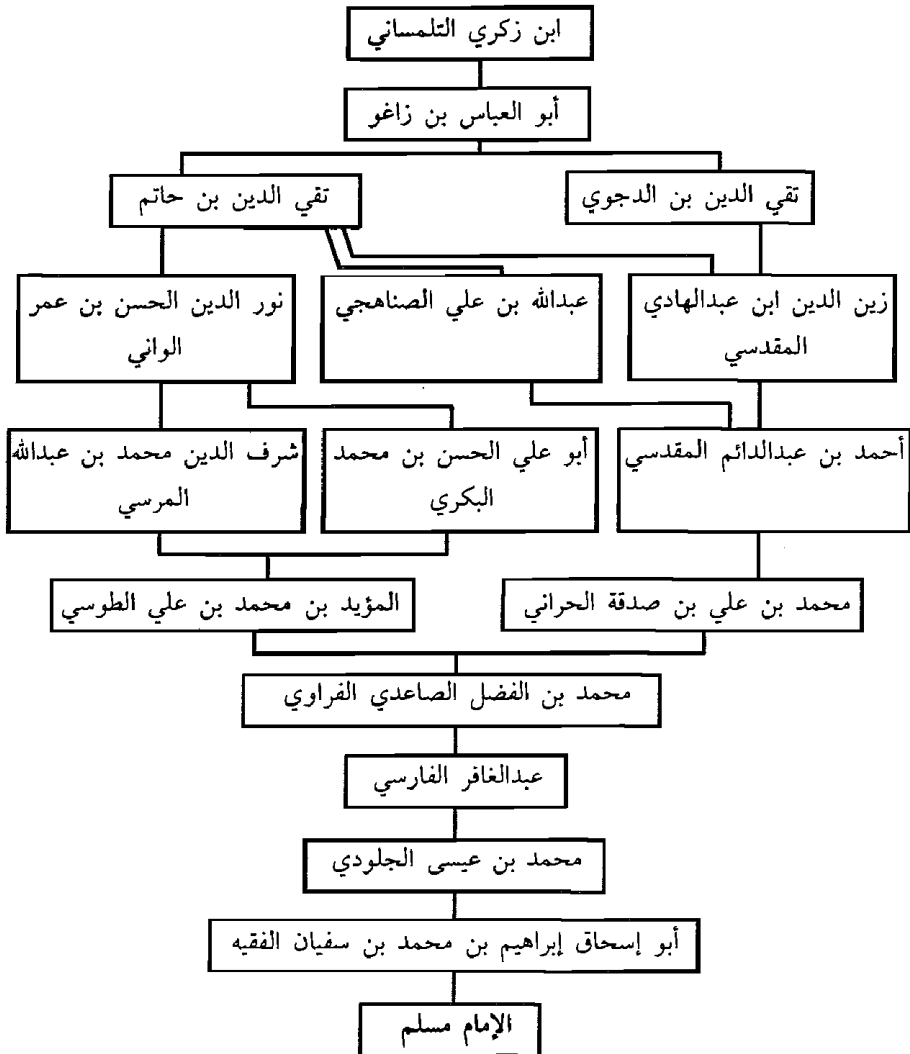 ابن زكري التلمساني
أبو العباس بن زاغو
تقي الدين بن الدجوي
تقي الدين بن حاتم
زين الدين ابن عبدالهادي
المقدسي
عبدالله بن علي الصناهجي
نور الدين الحسن بن عمر
الواني
أحمد بن عبدالدائم المقدسي
أبو علي الحسن بن محمد
البكري
شرف الدين محمد بن عبدالله
المرسي
محمد بن علي بن صدقة الحراني
المؤيد بن محمد بن علي الطوسي
محمد بن الفضل الصاعدي الفراوي
عبدالغافر الفارسي
محمد بن عيسى الجلودي
أبو إسحاق إبراهيم بن محمد بن سفيان الفقيه
الإمام مسلم